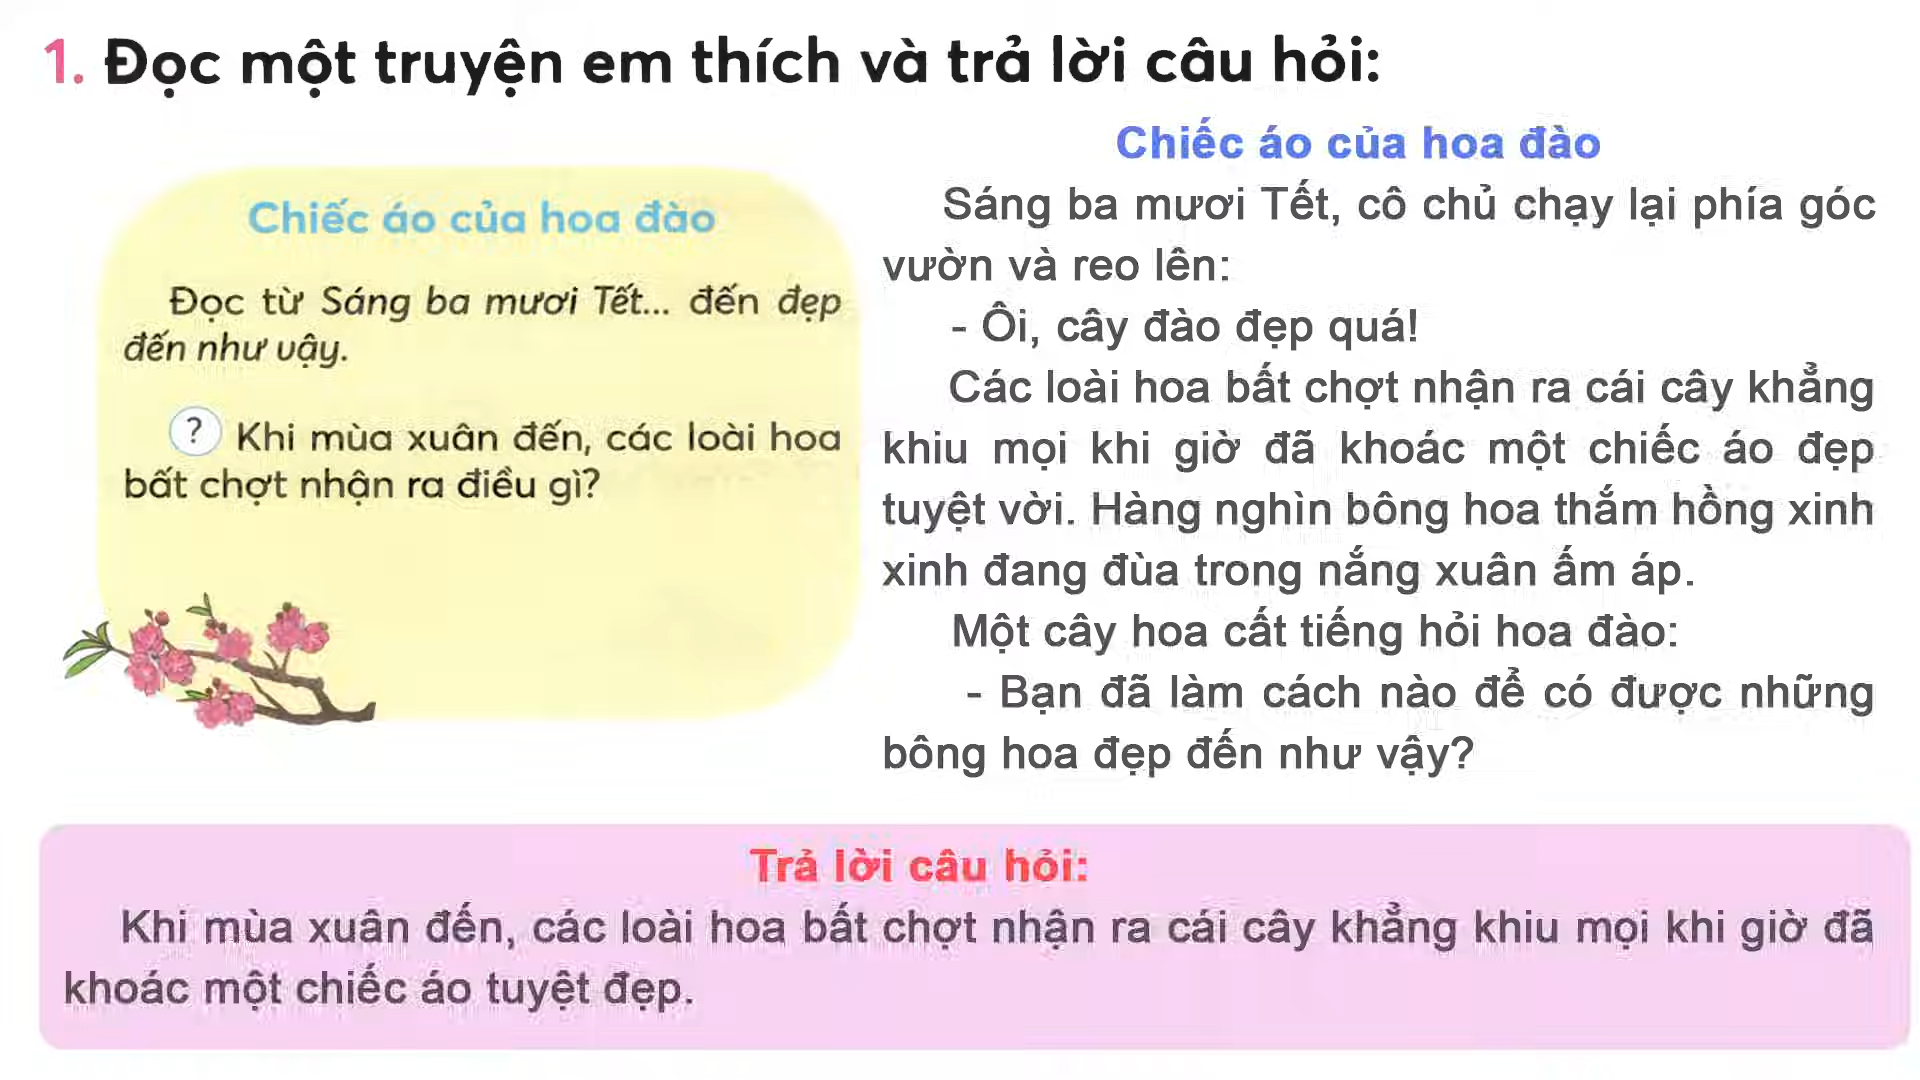 1. Đọc một truyện em thích và trả lời câu hỏi:
Chiếc áo của hoa đào
Đọc từ Sáng ba mươi Tết... đến đẹp
đến như vậy.
? Khi mùa xuân đến, các loài hoa
bất chợt nhận ra điều gì?
Chiếc áo của hoa đào
Sáng ba mươi Tết, cô chủ chạy lại phía góc
vườn và reo lên:
- Ôi, cây đào đẹp quá!
Các loài hoa bất chợt nhận ra cái cây khẳng
khiu mọi khi giờ đã khoác một chiếc áo đẹp
tuyệt vời. Hàng nghìn bông hoa thắm hồng xinh
xinh đang đùa trong nắng xuân ấm áp.
Một cây hoa cất tiếng hỏi hoa đào:
- Bạn đã làm cách nào để có được những
bông hoa đẹp đến như vậy?
Trả lời câu hỏi:
Khi mùa xuân đến, các loài hoa bất chợt nhận ra cái cây khẳng khiu mọi khi giờ đã
khoác một chiếc áo tuyệt đẹp.